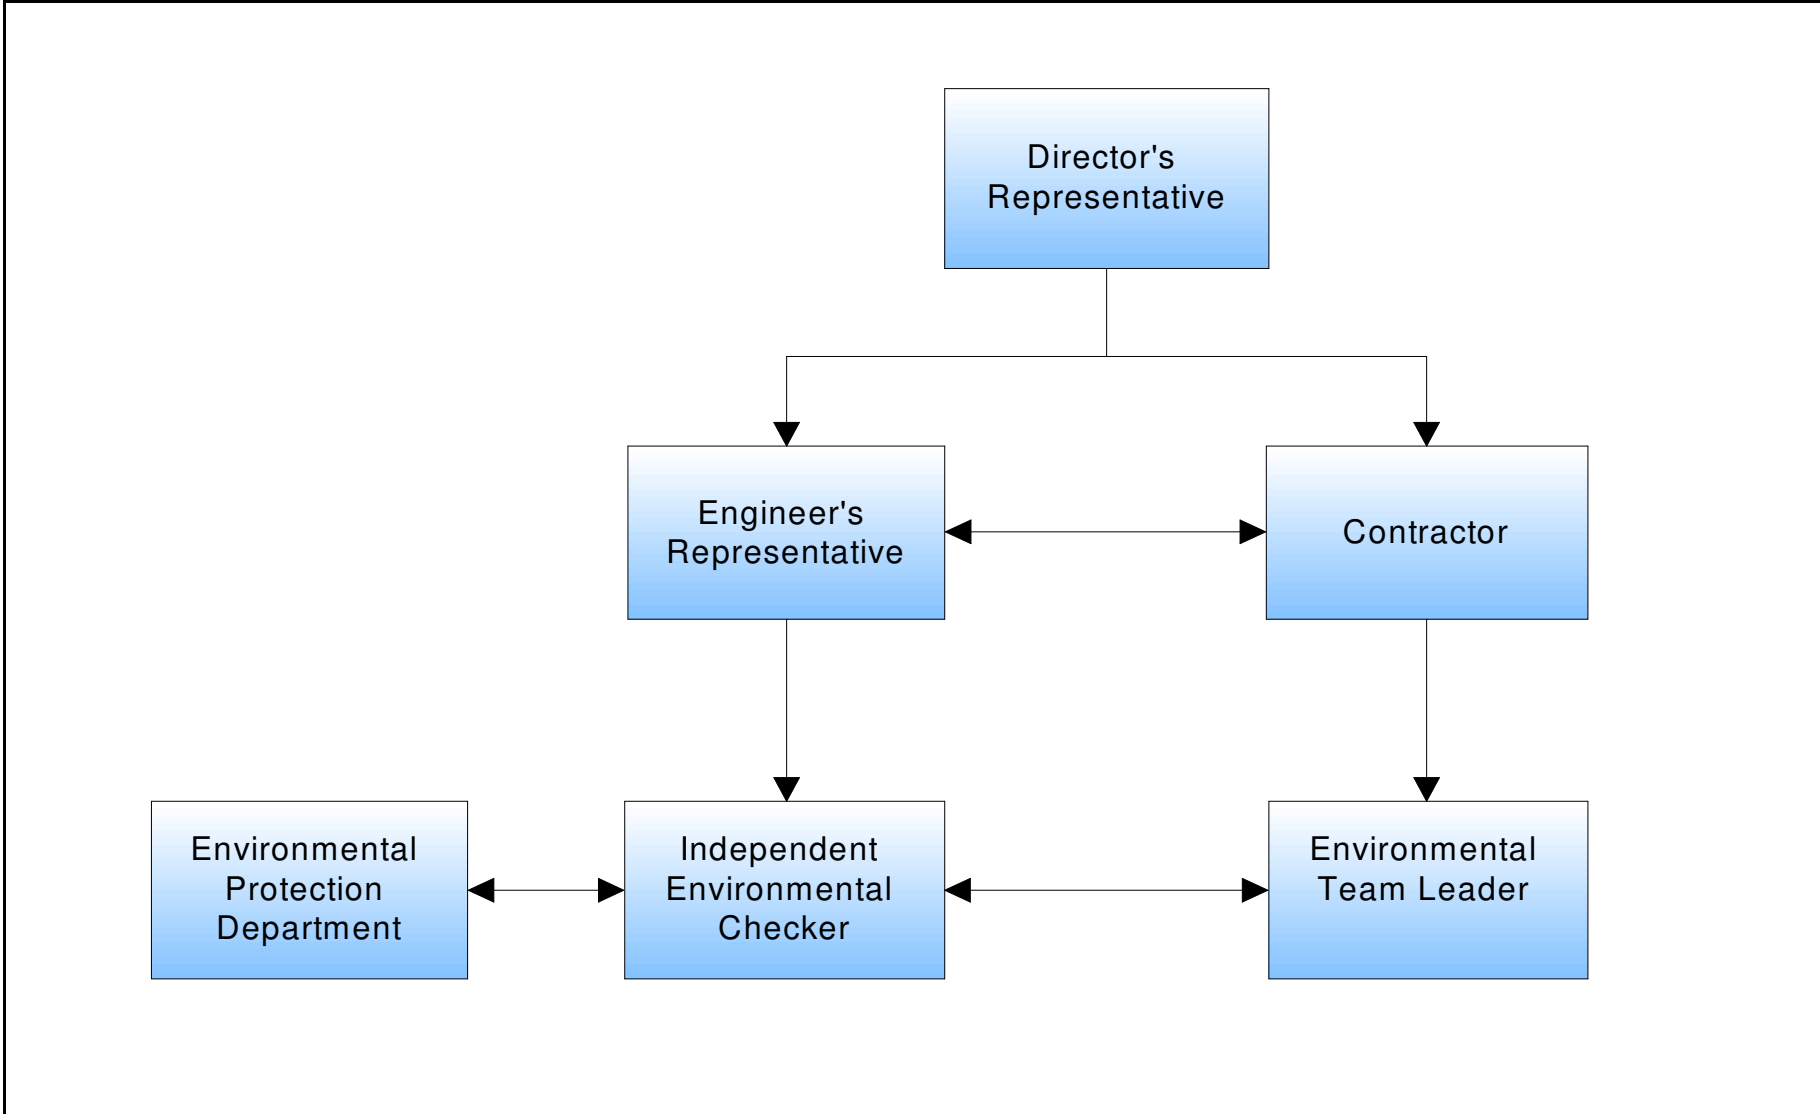 Director's
Representative
Engineer's
Representative
Contractor
Environmental
Protection
Department
Independent
Environmental
Checker
Environmental
Team Leader